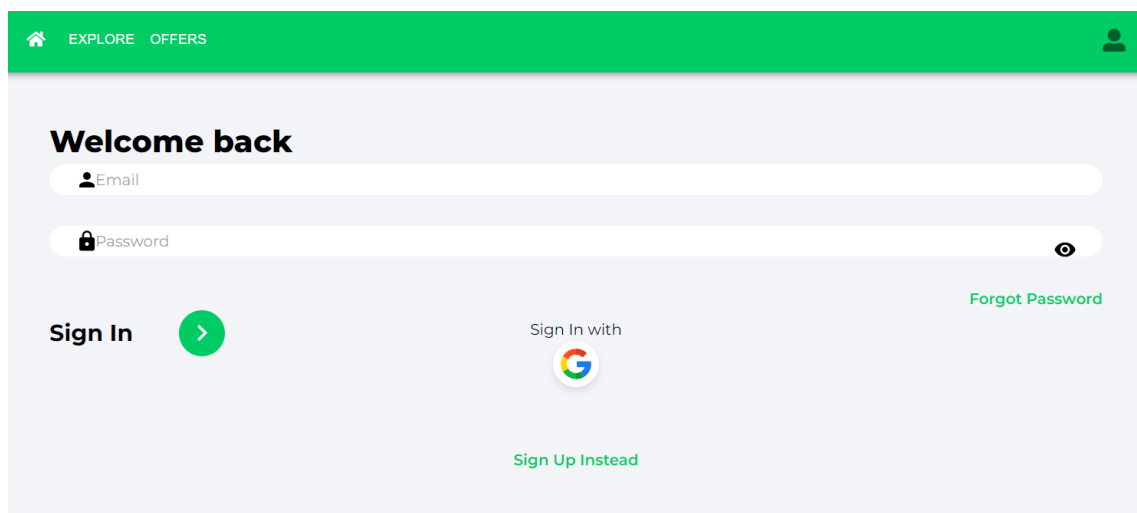 EXPLORE OFFERS
Welcome back
Email
Password
Forgot Password
Sign In
Sign In with
Sign Up Instead